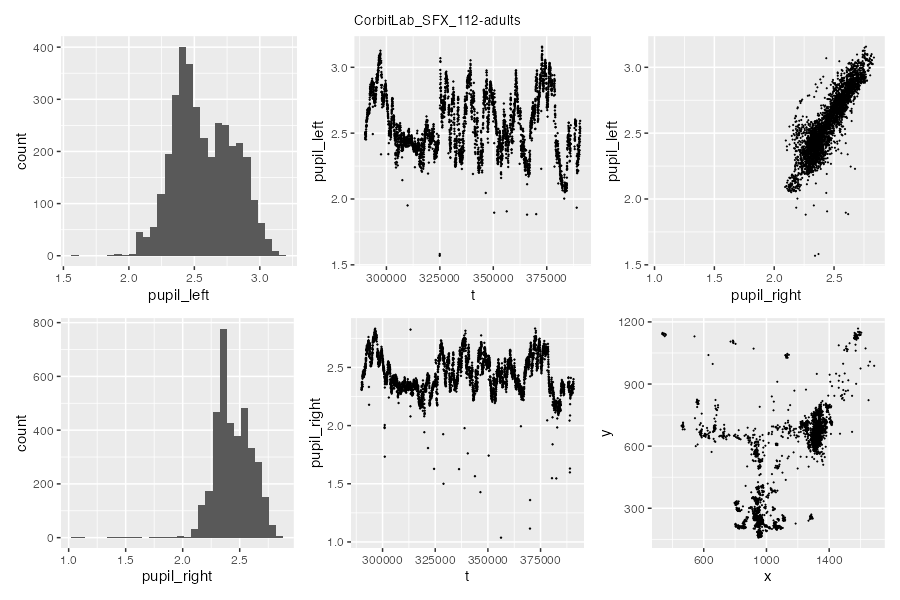 CorbitLab_SFX_112-adults
count
400
300
200
100
0
1.5 2.0 2.5 3.0
pupil_left
pupil_left
3.0
2.5
2.0
1.5
300000 325000 350000 375000
t
pupil_left
3.0
2.5
2.0
1.5
1.0 1.5 2.0 2.5
pupil_right
count
800
600
400
200
0
1.0 1.5 2.0 2.5
pupil_right
pupil_right
2.5
2.0
1.5
1.0
300000 325000 350000 375000
t
y
1200
900
600
300
600 1000 1400
x